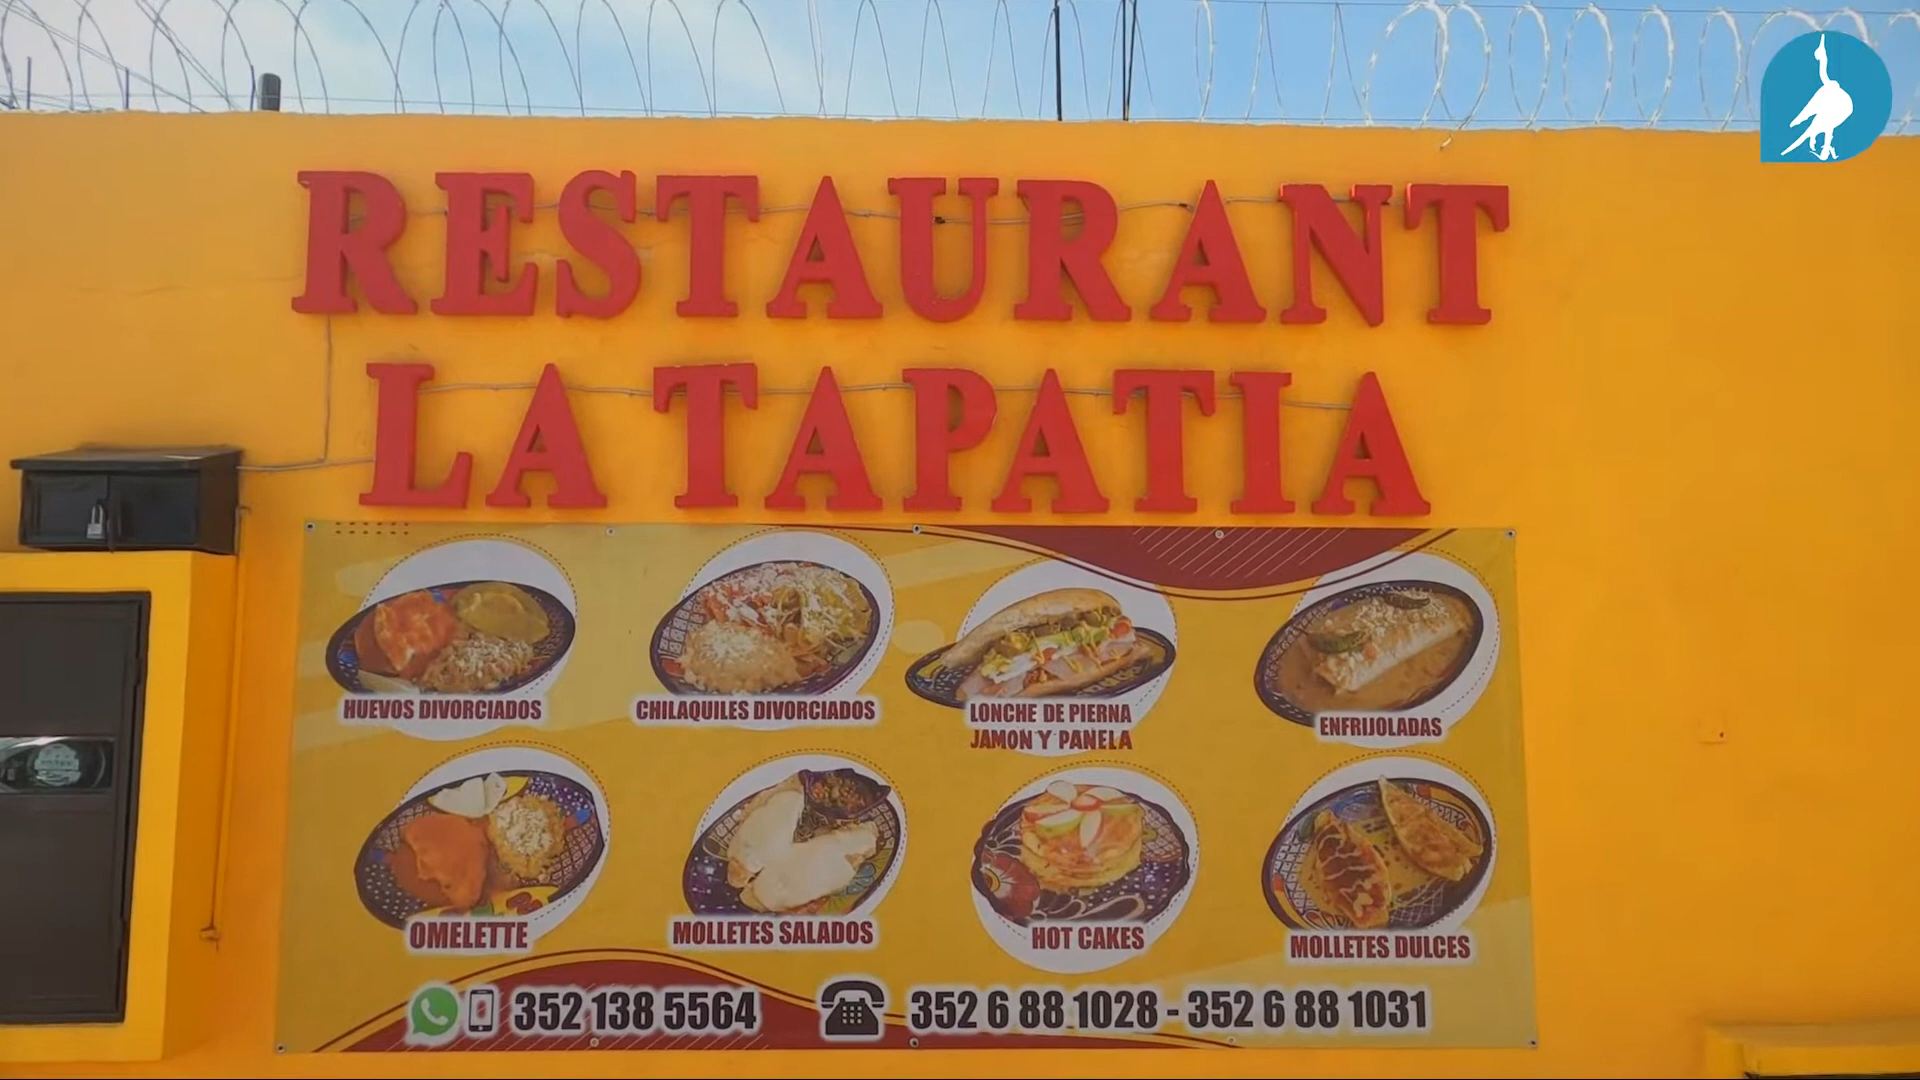 RESTAURANT
LA TAPATIA
HUEVOS DIVORCIADOS
CHILAQUILES DIVORCIADOS
LONCHE DE PIERNA
JAMON Y PANELA
ENFRIJOLADAS
OMELETTE
MOLLETES SALADOS
HOT CAKES
MOLLETES DULCES
352 138 5564
352 6 88 1028 - 352 6 88 1031